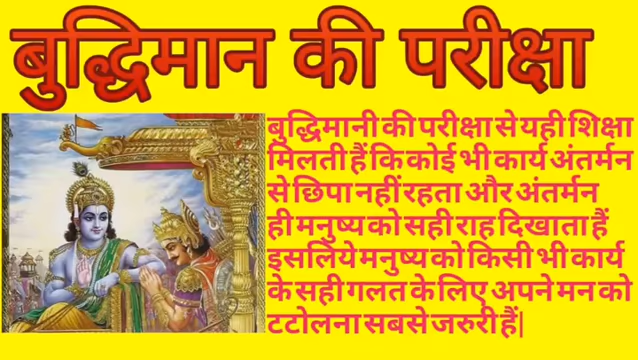 बुद्धिमान की परीक्षा
बुद्धिमानी की परीक्षा से यही शिक्षा
मिलती हैं कि कोई भी कार्य अंतर्मन
से छिपा नहीं रहता और अंतर्मन
ही मनुष्य को सही राह दिखाता हैं
इसलिये मनुष्य को किसी भी कार्य
के सही गलत के लिए अपने मन को
टटोलना सबसे जरुरी हैं|